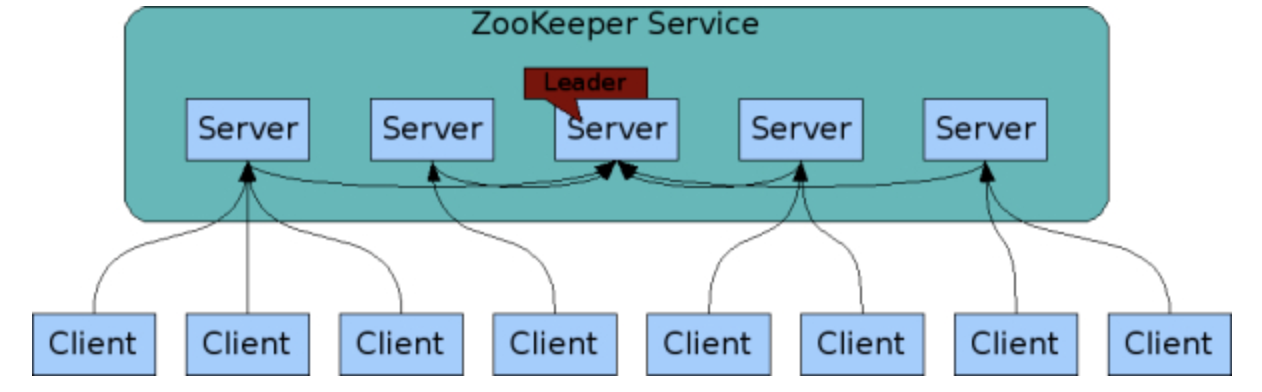 ZooKeeper Service
Leader
Server Server Server Server Server
Client Client Client Client Client Client Client Client